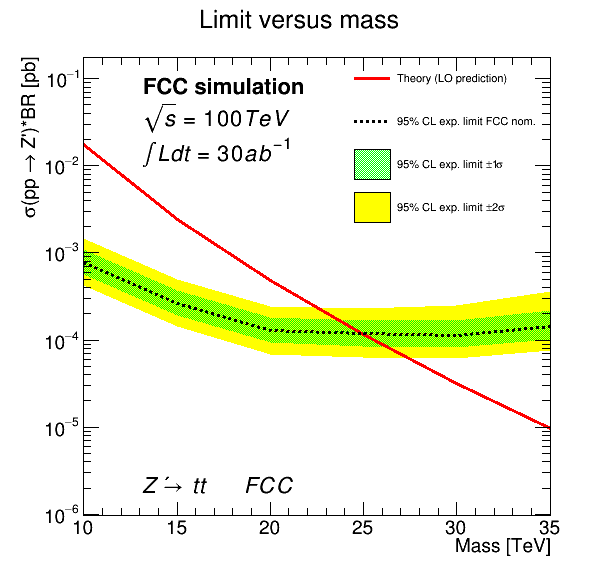 Limit versus mass
σ(pp → Z')*BR [pb]
FCC simulation
√s = 100TeV
∫Ldt = 30ab⁻¹
Theory (LO prediction)
95% CL exp. limit FCC nom.
95% CL exp. limit ±1σ
95% CL exp. limit ±2σ
10⁻¹
10⁻²
10⁻³
10⁻⁴
10⁻⁵
10⁻⁶
Z´→ tt FCC
10 15 20 25 30 35
Mass [TeV]